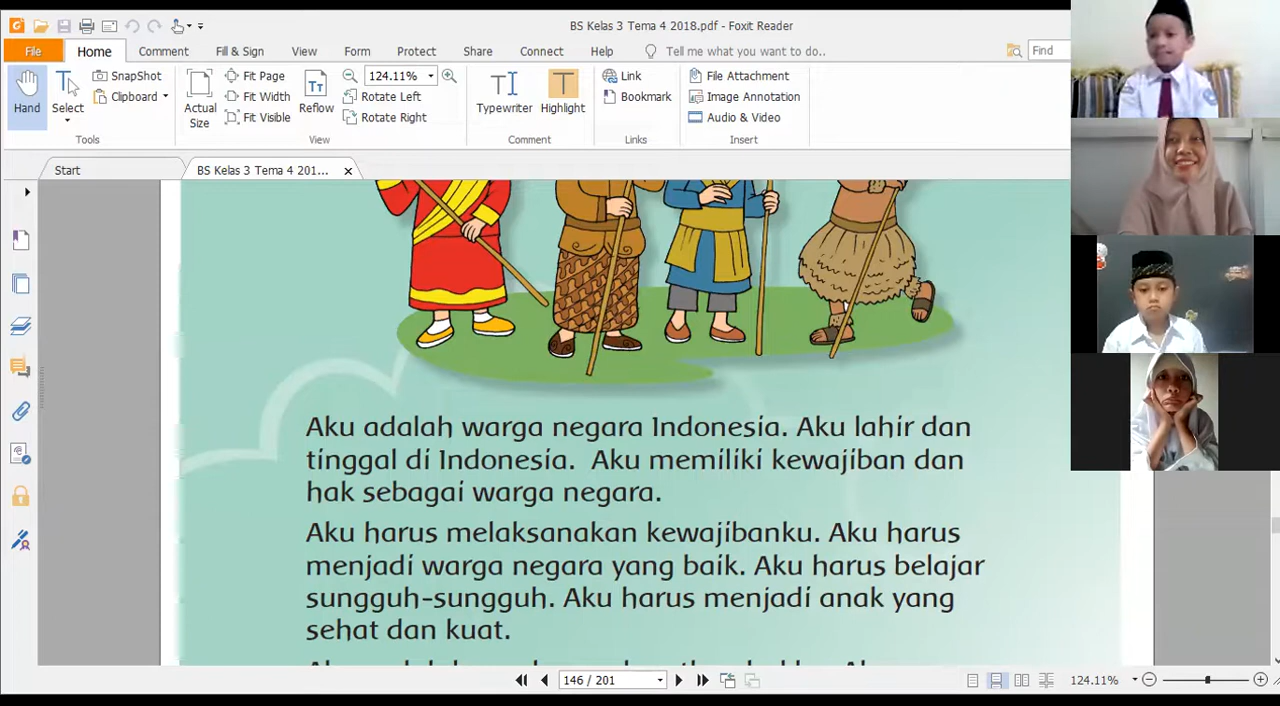 BS Kelas 3 Tema 4 2018.pdf - Foxit Reader
File Home Comment Fill & Sign View Form Protect Share Connect Help Tell me what you want to do.. Find
Hand
Select
SnapShot
Clipboard
Tools
Actual Size
Fit Page
Fit Width
Fit Visible
Reflow
124.11%
Rotate Left
Rotate Right
View
Typewriter
Highlight
Comment
Link
Bookmark
Links
File Attachment
Image Annotation
Audio & Video
Insert
Start
BS Kelas 3 Tema 4 201...
Aku adalah warga negara Indonesia. Aku lahir dan
tinggal di Indonesia. Aku memiliki kewajiban dan
hak sebagai warga negara.
Aku harus melaksanakan kewajibanku. Aku harus
menjadi warga negara yang baik. Aku harus belajar
sungguh-sungguh. Aku harus menjadi anak yang
sehat dan kuat.
146 / 201
124.11%